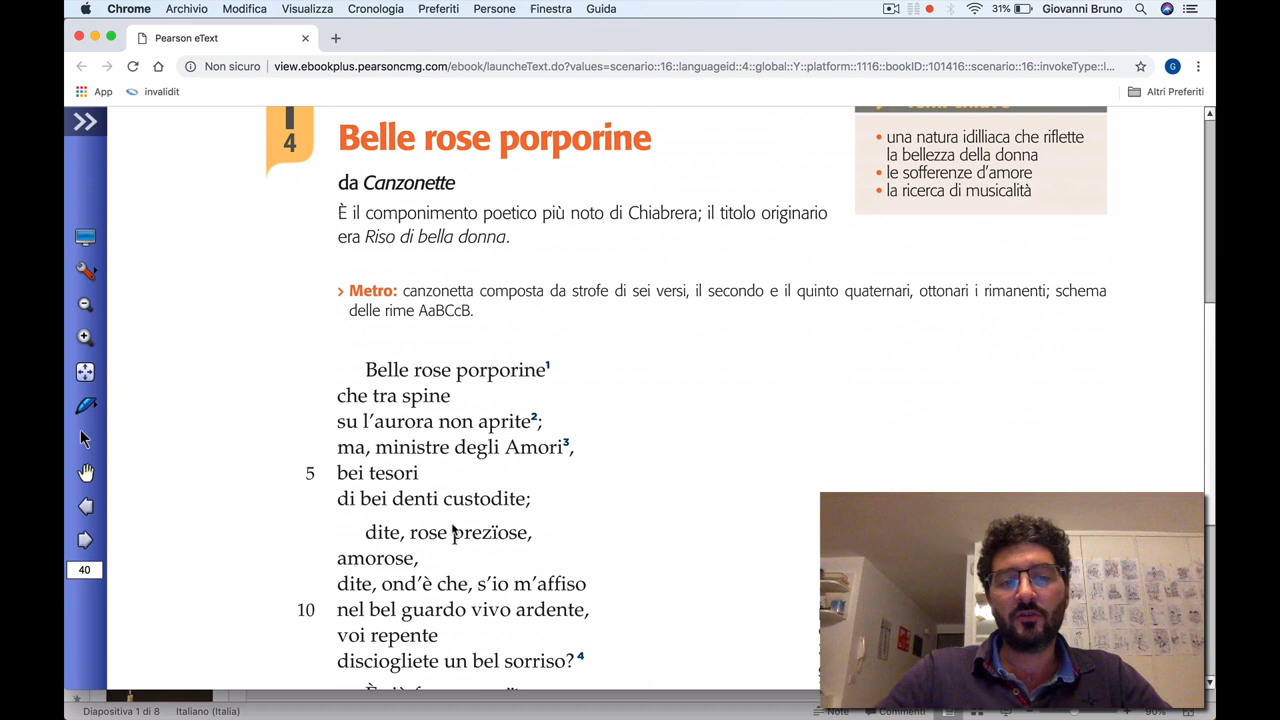 Chrome Archivio Modifica Visualizza Cronologia Preferiti Persone Finestra Guida 31% Giovanni Bruno
Pearson eText
Non sicuro view.ebookplus.pearsoncmg.com/ebook/launcheText.do?values=scenario::16::languageid::4::global::Y::platform::1116::bookID::101416::scenario::16::invokeType::l...
App invalidit Altri Preferiti
4
Belle rose porporine
• una natura idilliaca che riflette
la bellezza della donna
• le sofferenze d'amore
• la ricerca di musicalità
da Canzonette
È il componimento poetico più noto di Chiabrera; il titolo originario
era Riso di bella donna.
› Metro: canzonetta composta da strofe di sei versi, il secondo e il quinto quaternari, ottonari i rimanenti; schema
delle rime AaBCcB.
Belle rose porporine1
che tra spine
su l'aurora non aprite2;
ma, ministre degli Amori3,
5 bei tesori
di bei denti custodite;
dite, rose prezïose,
amorose,
dite, ond'è che, s'io m'affiso
10 nel bel guardo vivo ardente,
voi repente
disciogliete un bel sorriso?4
40
Diapositiva 1 di 8 Italiano (Italia) Note Commenti 90%